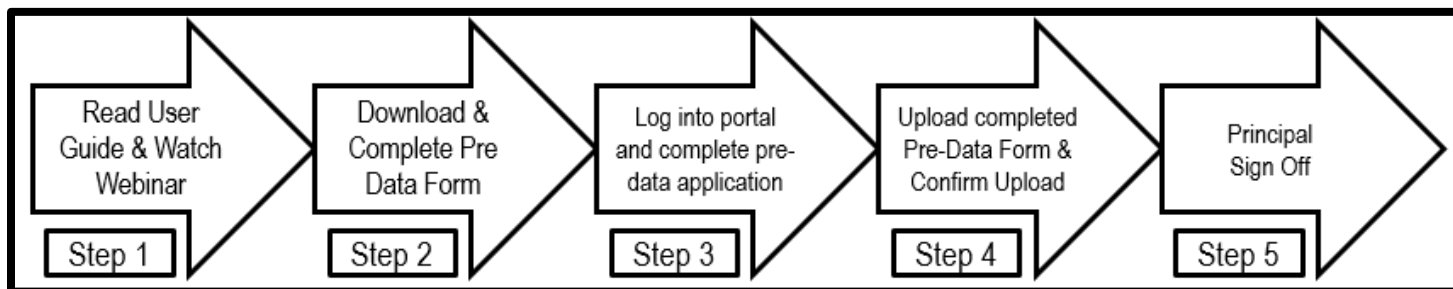 Read User
Guide & Watch
Webinar
Step 1
Download &
Complete Pre
Data Form
Step 2
Log into portal
and complete pre-
data application
Step 3
Upload completed
Pre-Data Form &
Confirm Upload
Step 4
Principal
Sign Off
Step 5